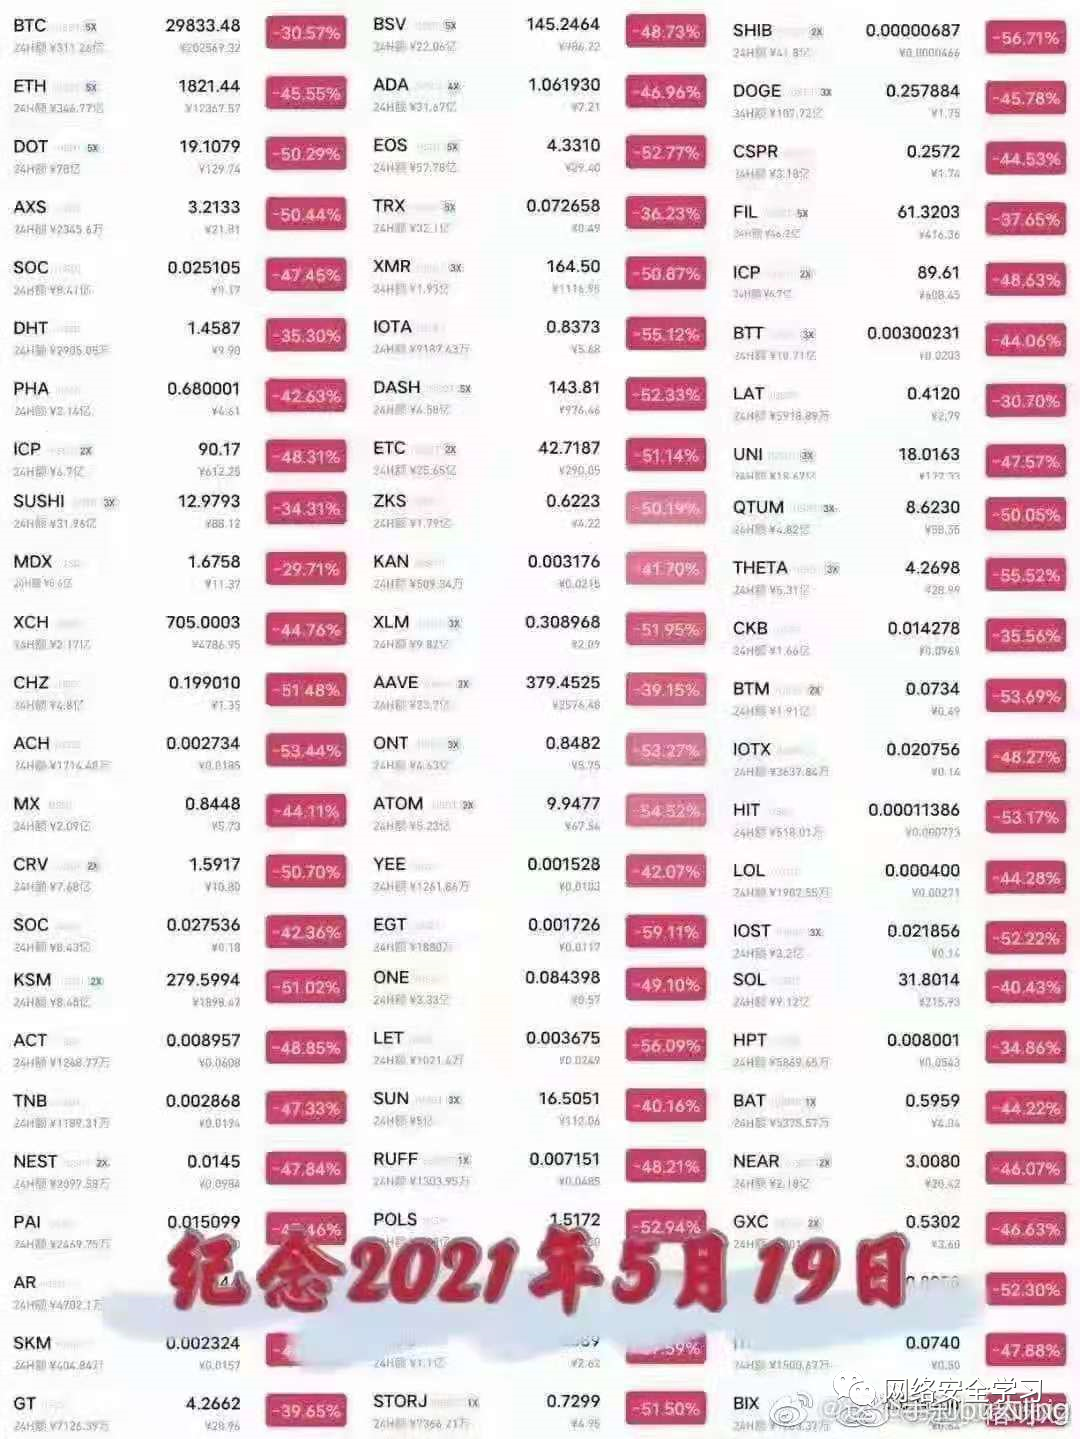 BTC 5X 29833.48 -30.57%
24H额 ¥311.26亿 ¥202569.32
ETH 5X 1821.44 -45.55%
24H额 ¥346.77亿 ¥12367.57
DOT 5X 19.1079 -50.29%
24H额 ¥78亿 ¥129.74
AXS 3.2133 -50.44%
24H额 ¥2345.6万 ¥21.81
SOC 0.025105 -47.45%
24H额 ¥8.41亿 ¥0.17
DHT 1.4587 -35.30%
24H额 ¥2905.05万 ¥9.90
PHA 0.680001 -42.63%
24H额 ¥2.14亿 ¥4.61
ICP 2X 90.17 -48.31%
24H额 ¥6.7亿 ¥612.25
SUSHI 3X 12.9793 -34.31%
24H额 ¥31.96亿 ¥88.12
MDX 1.6758 -29.71%
24H额 ¥6.6亿 ¥11.37
XCH 705.0003 -44.76%
24H额 ¥2.17亿 ¥4786.95
CHZ 0.199010 -51.48%
24H额 ¥4.8亿 ¥1.35
ACH 0.002734 -53.44%
24H额 ¥1714.48万 ¥0.0185
MX 0.8448 -44.11%
24H额 ¥2.09亿 ¥5.73
CRV 2X 1.5917 -50.70%
24H额 ¥7.68亿 ¥10.80
SOC 0.027536 -42.36%
24H额 ¥8.43亿 ¥0.18
KSM 2X 279.5994 -51.02%
24H额 ¥8.48亿 ¥1898.47
ACT 0.008957 -48.85%
24H额 ¥1248.77万 ¥0.0608
TNB 0.002868 -47.33%
24H额 ¥1189.31万 ¥0.0194
NEST 2X 0.0145 -47.84%
24H额 ¥2097.58万 ¥0.0984
PAI 0.015099
24H额 ¥2469.75万
AR
24H额 ¥4702.1万
SKM 0.002324
24H额 ¥404.84万 ¥0.0157
GT 4.2662 -39.65%
24H额 ¥7126.39万 ¥28.96
BSV 5X 145.2464 -48.73%
24H额 ¥22.06亿 ¥986.22
ADA 4X 1.061930 -46.96%
24H额 ¥31.67亿 ¥7.21
EOS 5X 4.3310 -52.77%
24H额 ¥57.78亿 ¥29.40
TRX 5X 0.072658 -36.23%
24H额 ¥32.1亿 ¥0.49
XMR 3X 164.50 -50.87%
24H额 ¥1.93亿 ¥1116.95
IOTA 0.8373 -55.12%
24H额 ¥9187.63万 ¥5.68
DASH 5X 143.81 -52.33%
24H额 ¥4.58亿 ¥976.46
ETC 2X 42.7187 -51.14%
24H额 ¥25.65亿 ¥290.05
ZKS 0.6223 -50.19%
24H额 ¥1.79亿 ¥4.22
KAN 0.003176 -41.70%
24H额 ¥509.34万 ¥0.0215
XLM 3X 0.308968 -51.95%
24H额 ¥9.82亿 ¥2.09
AAVE 2X 379.4525 -39.15%
24H额 ¥23.7亿 ¥2576.48
ONT 3X 0.8482 -53.27%
24H额 ¥4.63亿 ¥5.75
ATOM 2X 9.9477 -54.52%
24H额 ¥5.23亿 ¥67.54
YEE 0.001528 -42.07%
24H额 ¥1261.86万 ¥0.0103
EGT 0.001726 -59.11%
24H额 ¥1880万 ¥0.0117
ONE 0.084398 -49.10%
24H额 ¥3.33亿 ¥0.57
LET 0.003675 -56.09%
24H额 ¥1021.42万 ¥0.0249
SUN 3X 16.5051 -40.16%
24H额 ¥5亿 ¥112.06
RUFF 1X 0.007151 -48.21%
24H额 ¥1303.95万 ¥0.0485
POLS 1.5172 -52.94%
24H额 ¥1.1亿 ¥2.62
STORJ 1X 0.7299 -51.50%
24H额 ¥7366.21万 ¥4.95
SHIB 2X 0.00000687 -56.71%
24H额 ¥41.8亿 ¥0.0000466
DOGE 3X 0.257884 -45.78%
24H额 ¥107.72亿 ¥1.75
CSPR 0.2572 -44.53%
24H额 ¥3.18亿 ¥1.74
FIL 5X 61.3203 -37.65%
24H额 ¥46.2亿 ¥416.36
ICP 2X 89.61 -48.63%
24H额 ¥6.7亿 ¥608.45
BTT 3X 0.00300231 -44.06%
24H额 ¥10.71亿 ¥0.0203
LAT 0.4120 -30.70%
24H额 ¥5918.89万 ¥2.79
UNI 3X 18.0163 -47.57%
24H额 ¥18.67亿 ¥122.33
QTUM 3X 8.6230 -50.05%
24H额 ¥4.82亿 ¥58.55
THETA 3X 4.2698 -55.52%
24H额 ¥5.31亿 ¥28.99
CKB 0.014278 -35.56%
24H额 ¥1.66亿 ¥0.0969
BTM 2X 0.0734 -53.69%
24H额 ¥1.91亿 ¥0.49
IOTX 0.020756 -48.27%
24H额 ¥3637.84万 ¥0.14
HIT 0.00011386 -53.17%
24H额 ¥518.01万 ¥0.000773
LOL 0.000400 -44.28%
24H额 ¥1902.55万 ¥0.00271
IOST 3X 0.021856 -52.22%
24H额 ¥3.2亿 ¥0.14
SOL 31.8014 -40.43%
24H额 ¥9.12亿 ¥215.93
HPT 0.008001 -34.86%
24H额 ¥5869.65万 ¥0.0543
BAT 1X 0.5959 -44.22%
24H额 ¥5375.57万 ¥4.04
NEAR 2X 3.0080 -46.07%
24H额 ¥2.18亿 ¥20.42
GXC 2X 0.5302 -46.63%
¥3.60
-52.30%
0.0740 -47.88%
24H额 ¥1500.67万 ¥0.50
BIX
纪念2021年5月19日
网络安全学习